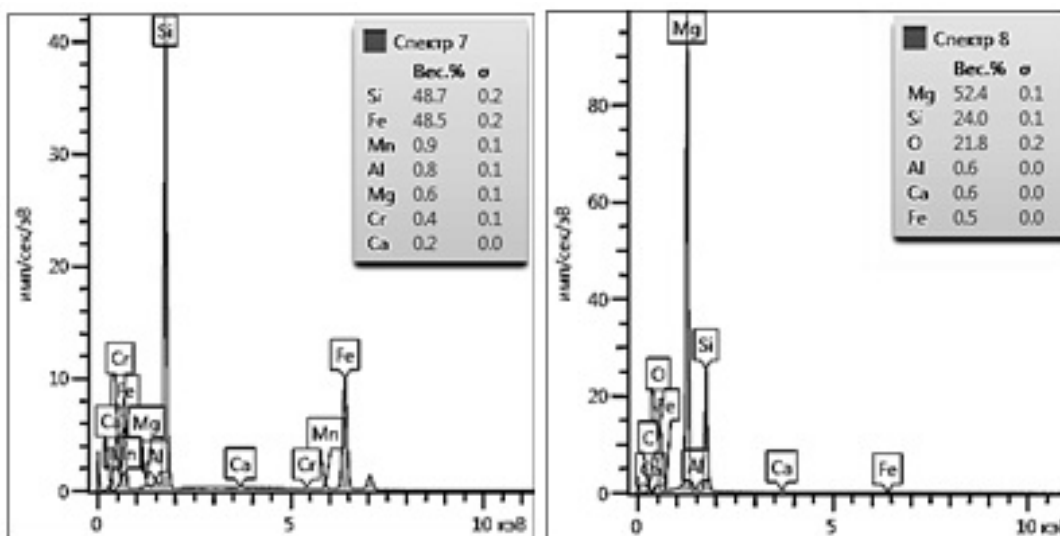 Спектр 7
Вес.% σ
Si 48.7 0.2
Fe 48.5 0.2
Mn 0.9 0.1
Al 0.8 0.1
Mg 0.6 0.1
Cr 0.4 0.1
Ca 0.2 0.0
имп/сек/эВ
40
30
20
10
0
Si
Cr
Fe
Ca
Mg
Mn
Al
Ca
Cr
Mn
Fe
0 5 10 кэВ
Спектр 8
Вес.% σ
Mg 52.4 0.1
Si 24.0 0.1
O 21.8 0.2
Al 0.6 0.0
Ca 0.6 0.0
Fe 0.5 0.0
имп/сек/эВ
80
60
40
20
0
Mg
Si
O
C
Al
Ca
Fe
0 5 10 кэВ